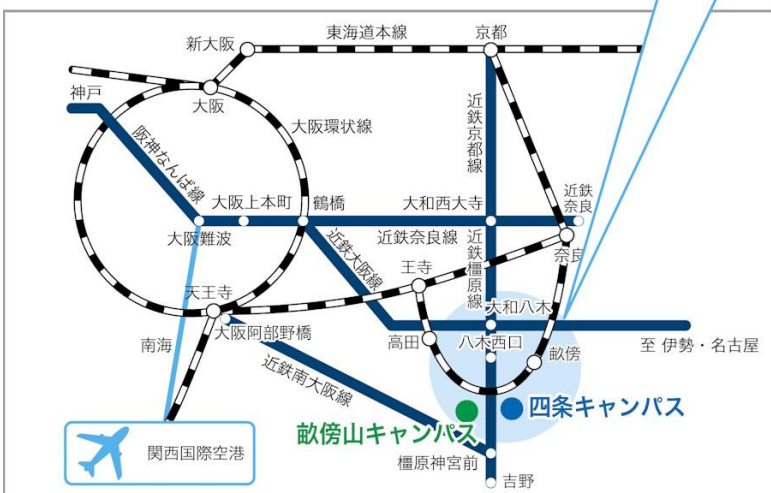 東海道本線
京都
新大阪
神戸
大阪
大阪環状線
近鉄京都線
阪神なんば線
大阪上本町
鶴橋
大和西大寺
近鉄
奈良
大阪難波
近鉄奈良線
近鉄大阪線
近鉄橿原線
奈良
王寺
天王寺
大和八木
南海
大阪阿部野橋
高田
八木西口
畝傍
至 伊勢・名古屋
近鉄南大阪線
四条キャンパス
畝傍山キャンパス
関西国際空港
橿原神宮前
吉野